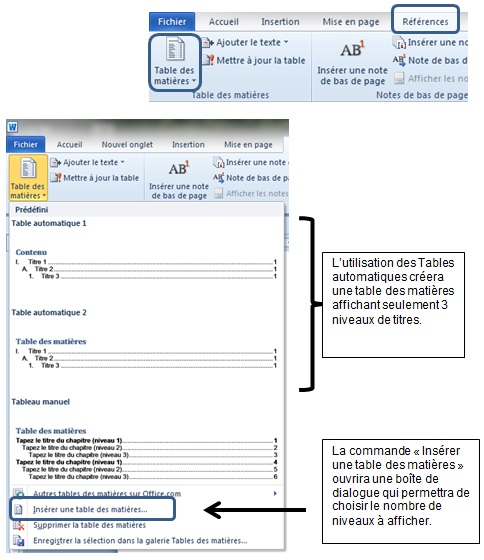 Fichier Accueil Insertion Mise en page Références
Table des matières
Ajouter le texte
Mettre à jour la table
Table des matières
AB¹
Insérer une note de bas de page
Insérer une no
Note de bas d
Afficher les no
Notes de bas de page
W
Fichier Accueil Nouvel onglet Insertion Mise en page
Table des matières
Ajouter le texte
Mettre à jour la table
AB¹
Insérer une note de bas de page
Insérer une not
Note de bas de p
Afficher les notes
Prédéfini
Table automatique 1
Contenu
I. Titre 1 1
A. Titre 2 1
1. Titre 3 1
Table automatique 2
Table des matières
I. Titre 1 1
A. Titre 2 1
1. Titre 3 1
Tableau manuel
Table des matières
Tapez le titre du chapitre (niveau 1) 1
Tapez le titre du chapitre (niveau 2) 2
Tapez le titre du chapitre (niveau 3) 3
Tapez le titre du chapitre (niveau 1) 4
Tapez le titre du chapitre (niveau 2) 5
Tapez le titre du chapitre (niveau 3) 6
Autres tables des matières sur Office.com
Insérer une table des matières...
Supprimer la table des matières
Enregistrer la sélection dans la galerie Tables des matières...
L'utilisation des Tables
automatiques créera
une table des matières
affichant seulement 3
niveaux de titres.
La commande « Insérer
une table des matières »
ouvrira une boîte de
dialogue qui permettra de
choisir le nombre de
niveaux à afficher.